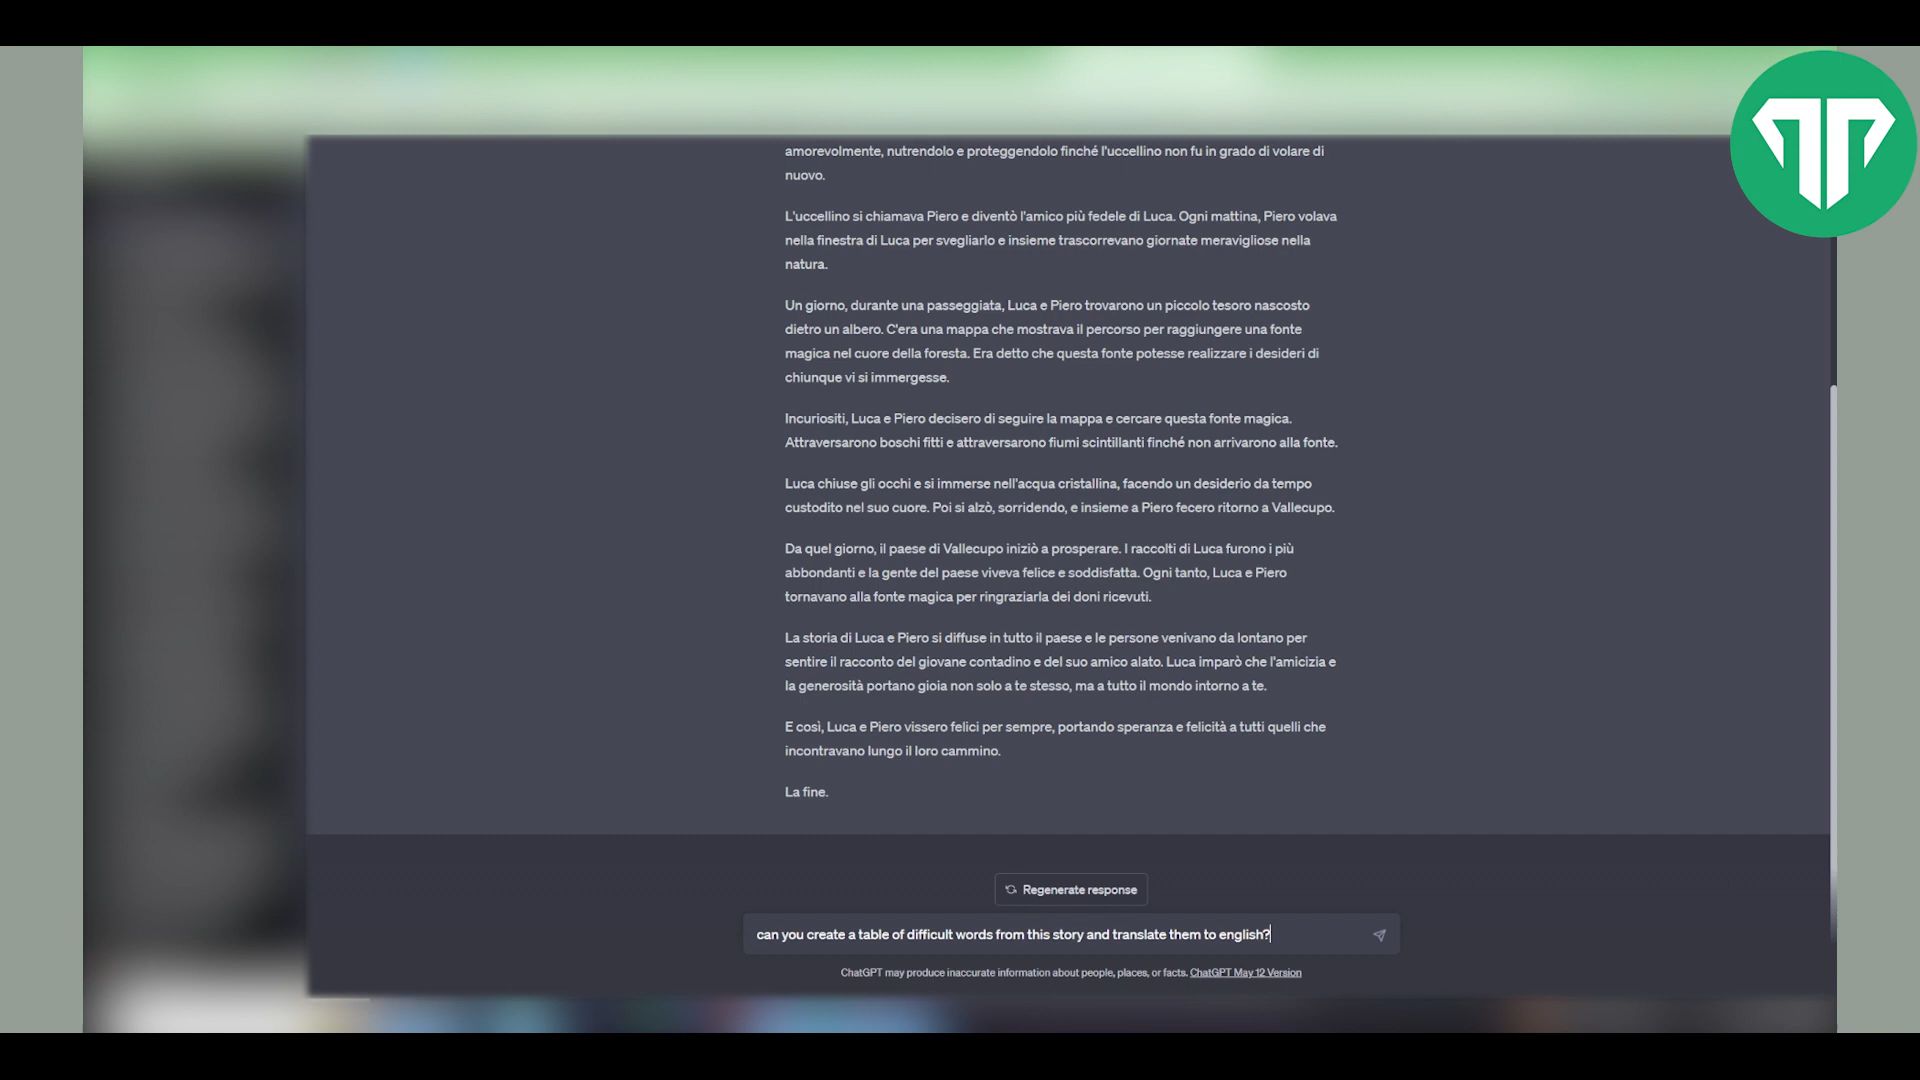 amorevolmente, nutrendolo e proteggendolo finché l'uccellino non fu in grado di volare di
nuovo.
L'uccellino si chiamava Piero e diventò l'amico più fedele di Luca. Ogni mattina, Piero volava
nella finestra di Luca per svegliarlo e insieme trascorrevano giornate meravigliose nella
natura.
Un giorno, durante una passeggiata, Luca e Piero trovarono un piccolo tesoro nascosto
dietro un albero. C'era una mappa che mostrava il percorso per raggiungere una fonte
magica nel cuore della foresta. Era detto che questa fonte potesse realizzare i desideri di
chiunque vi si immergesse.
Incuriositi, Luca e Piero decisero di seguire la mappa e cercare questa fonte magica.
Attraversarono boschi fitti e attraversarono fiumi scintillanti finché non arrivarono alla fonte.
Luca chiuse gli occhi e si immerse nell'acqua cristallina, facendo un desiderio da tempo
custodito nel suo cuore. Poi si alzò, sorridendo, e insieme a Piero fecero ritorno a Vallecupo.
Da quel giorno, il paese di Vallecupo iniziò a prosperare. I raccolti di Luca furono i più
abbondanti e la gente del paese viveva felice e soddisfatta. Ogni tanto, Luca e Piero
tornavano alla fonte magica per ringraziarla dei doni ricevuti.
La storia di Luca e Piero si diffuse in tutto il paese e le persone venivano da lontano per
sentire il racconto del giovane contadino e del suo amico alato. Luca imparò che l'amicizia e
la generosità portano gioia non solo a te stesso, ma a tutto il mondo intorno a te.
E così, Luca e Piero vissero felici per sempre, portando speranza e felicità a tutti quelli che
incontravano lungo il loro cammino.
La fine.
Regenerate response
can you create a table of difficult words from this story and translate them to english?
ChatGPT may produce inaccurate information about people, places, or facts. ChatGPT May 12 Version